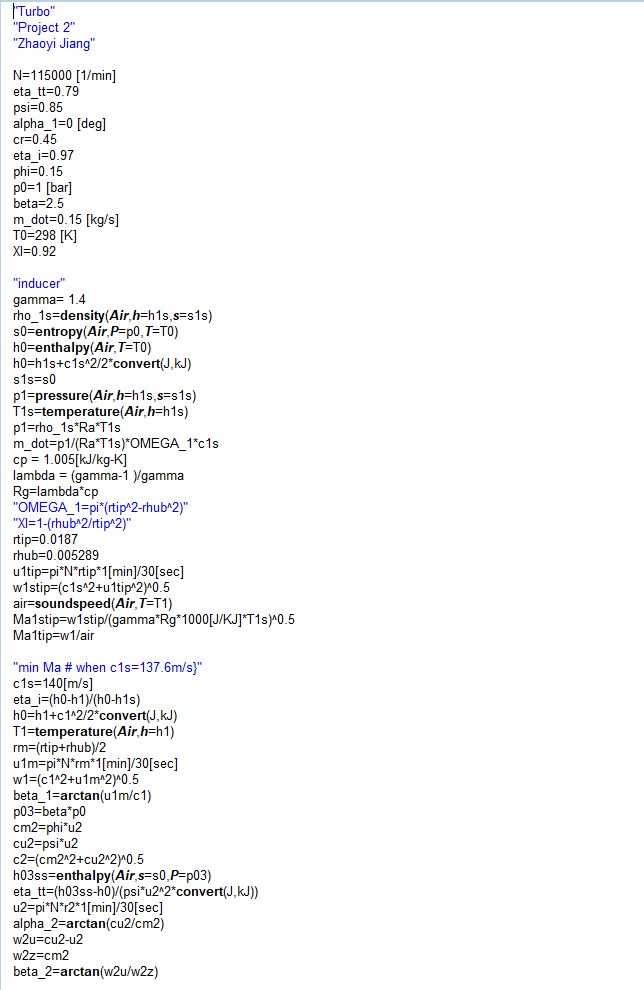 "Turbo"
"Project 2"
"Zhaoyi Jiang"
N=115000 [1/min]
eta_tt=0.79
psi=0.85
alpha_1=0 [deg]
cr=0.45
eta_i=0.97
phi=0.15
p0=1 [bar]
beta=2.5
m_dot=0.15 [kg/s]
T0=298 [K]
XI=0.92
"inducer"
gamma= 1.4
rho_1s=density(Air,h=h1s,s=s1s)
s0=entropy(Air,P=p0,T=T0)
h0=enthalpy(Air,T=T0)
h0=h1s+c1s^2/2*convert(J,kJ)
s1s=s0
p1=pressure(Air,h=h1s,s=s1s)
T1s=temperature(Air,h=h1s)
p1=rho_1s*Ra*T1s
m_dot=p1/(Ra*T1s)*OMEGA_1*c1s
cp = 1.005[kJ/kg-K]
lambda = (gamma-1 )/gamma
Rg=lambda*cp
"OMEGA_1=pi*(rtip^2-rhub^2)"
"XI=1-(rhub^2/rtip^2)"
rtip=0.0187
rhub=0.005289
u1tip=pi*N*rtip*1[min]/30[sec]
w1stip=(c1s^2+u1tip^2)^0.5
air=soundspeed(Air,T=T1)
Ma1stip=w1stip/(gamma*Rg*1000[J/KJ]*T1s)^0.5
Ma1tip=w1/air
"min Ma # when c1s=137.6m/s}"
c1s=140[m/s]
eta_i=(h0-h1)/(h0-h1s)
h0=h1+c1^2/2*convert(J,kJ)
T1=temperature(Air,h=h1)
rm=(rtip+rhub)/2
u1m=pi*N*rm*1[min]/30[sec]
w1=(c1^2+u1m^2)^0.5
beta_1=arctan(u1m/c1)
p03=beta*p0
cm2=phi*u2
cu2=psi*u2
c2=(cm2^2+cu2^2)^0.5
h03ss=enthalpy(Air,s=s0,P=p03)
eta_tt=(h03ss-h0)/(psi*u2^2*convert(J,kJ))
u2=pi*N*r2*1[min]/30[sec]
alpha_2=arctan(cu2/cm2)
w2u=cu2-u2
w2z=cm2
beta_2=arctan(w2u/w2z)